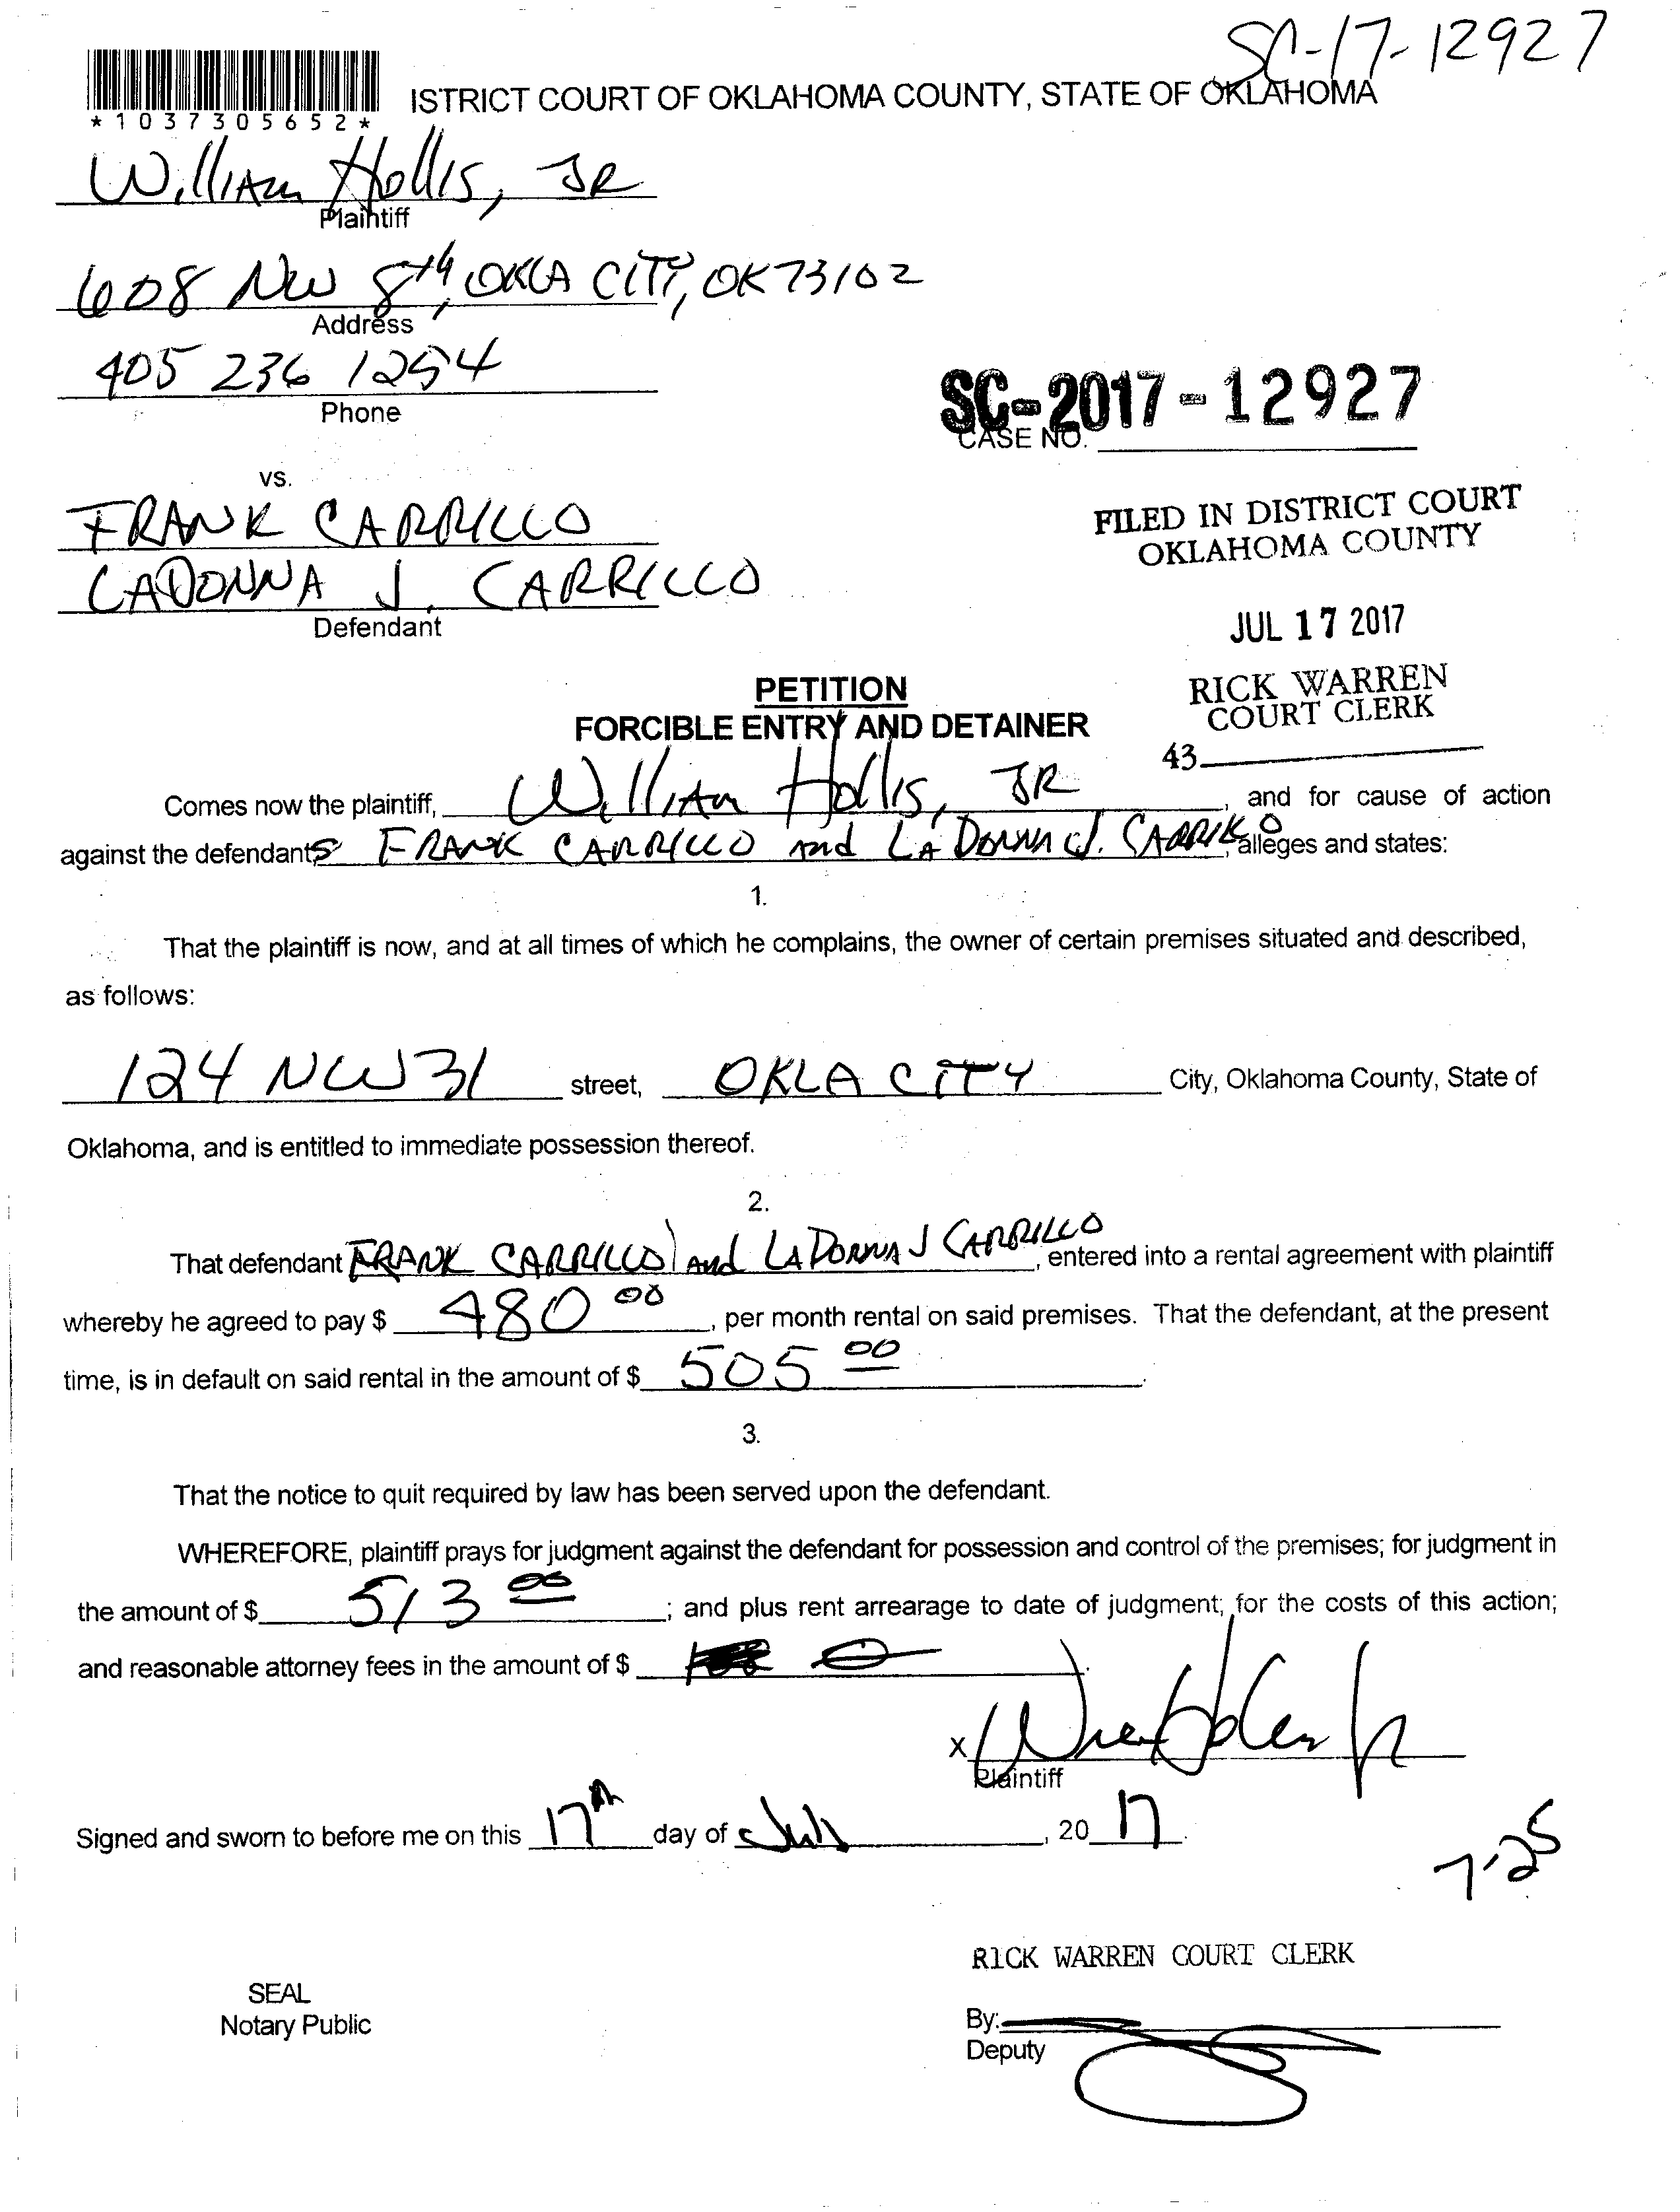 SC-17-12927
*1037305652*
ISTRICT COURT OF OKLAHOMA COUNTY, STATE OF OKLAHOMA
William Hollis, JR
Plaintiff
608 NW 8th, OKLA CITY, OK 73102
Address
405 236 1254
Phone
SC-2017-12927
CASE NO.
vs.
FRANK CARRILLO
LADONNA J. CARRILLO
Defendant
FILED IN DISTRICT COURT
OKLAHOMA COUNTY
JUL 17 2017
RICK WARREN
COURT CLERK
43
PETITION
FORCIBLE ENTRY AND DETAINER
Comes now the plaintiff, William Hollis, JR, and for cause of action
against the defendants FRANK CARRILLO and LADONNA J. CARRILLO, alleges and states:
1.
That the plaintiff is now, and at all times of which he complains, the owner of certain premises situated and described,
as follows:
124 NW 31 street, OKLA CITY City, Oklahoma County, State of
Oklahoma, and is entitled to immediate possession thereof.
2.
That defendant FRANK CARRILLO and LADONNA J CARRILLO, entered into a rental agreement with plaintiff
whereby he agreed to pay $ 480 00, per month rental on said premises. That the defendant, at the present
time, is in default on said rental in the amount of $ 505 00.
3.
That the notice to quit required by law has been served upon the defendant.
WHEREFORE, plaintiff prays for judgment against the defendant for possession and control of the premises; for judgment in
the amount of $ 513 00; and plus rent arrearage to date of judgment; for the costs of this action;
and reasonable attorney fees in the amount of $ 0.
X
Plaintiff
Signed and sworn to before me on this 17th day of July, 2017.
7-25
RICK WARREN COURT CLERK
SEAL
Notary Public
By:
Deputy